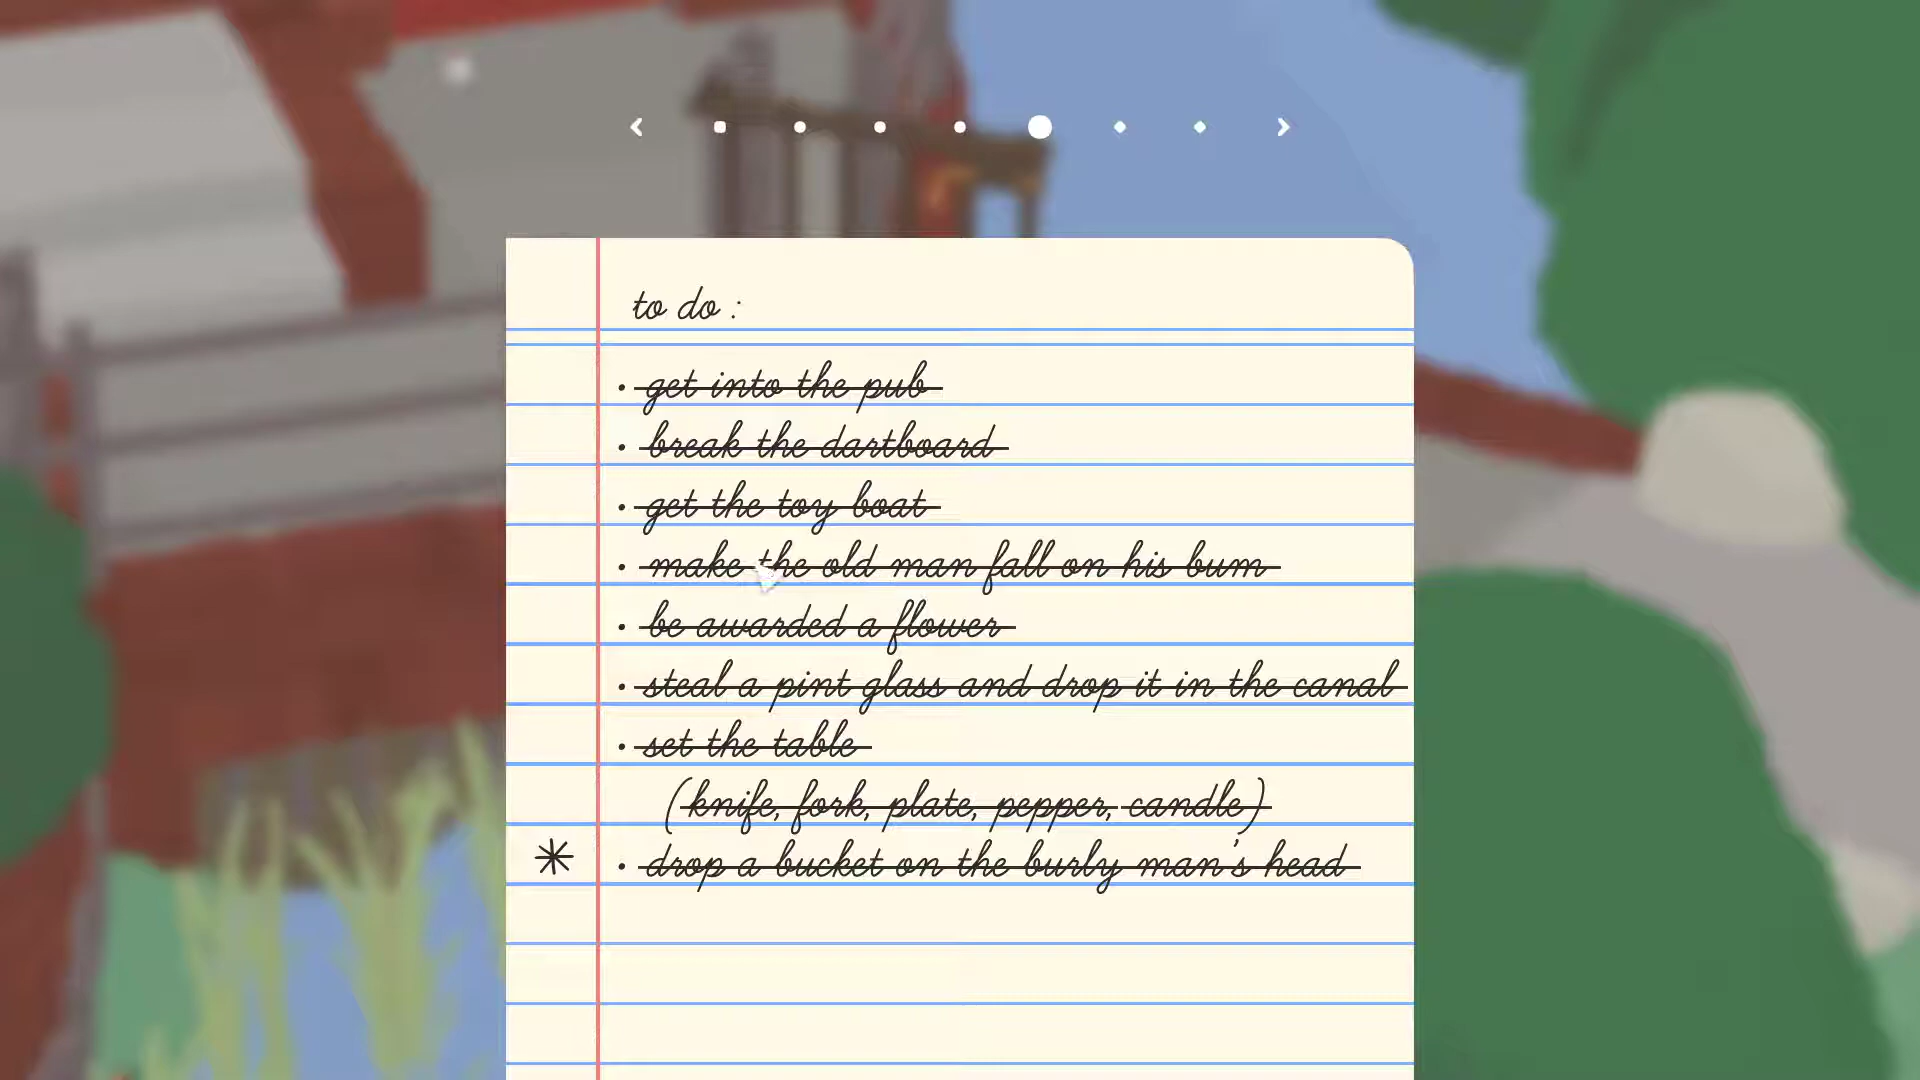 to do :
• get into the pub
• break the dartboard
• get the toy boat
• make the old man fall on his bum
• be awarded a flower
• steal a pint glass and drop it in the canal
• set the table
(knife, fork, plate, pepper, candle)
* • drop a bucket on the burly man's head